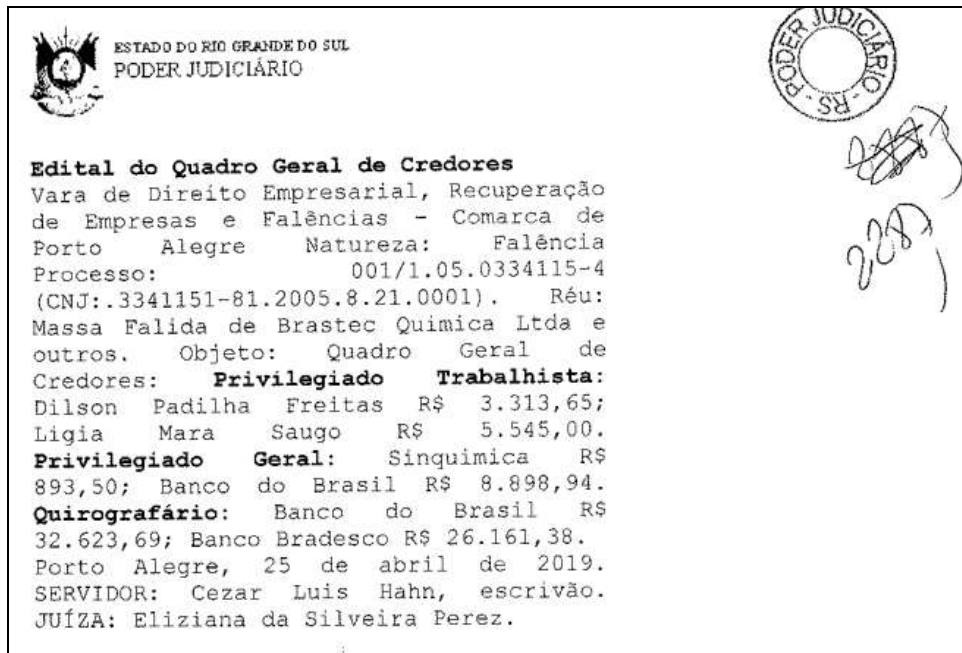 ESTADO DO RIO GRANDE DO SUL
PODER JUDICIÁRIO
PODER JUDICIÁRIO - RS -
Edital do Quadro Geral de Credores
Vara de Direito Empresarial, Recuperação
de Empresas e Falências - Comarca de
Porto Alegre Natureza: Falência
Processo: 001/1.05.0334115-4
(CNJ:.3341151-81.2005.8.21.0001). Réu:
Massa Falida de Brastec Quimica Ltda e
outros. Objeto: Quadro Geral de
Credores: Privilegiado Trabalhista:
Dilson Padilha Freitas R$ 3.313,65;
Ligia Mara Saugo R$ 5.545,00.
Privilegiado Geral: Sinquimica R$
893,50; Banco do Brasil R$ 8.898,94.
Quirografário: Banco do Brasil R$
32.623,69; Banco Bradesco R$ 26.161,38.
Porto Alegre, 25 de abril de 2019.
SERVIDOR: Cezar Luis Hahn, escrivão.
JUÍZA: Eliziana da Silveira Perez.